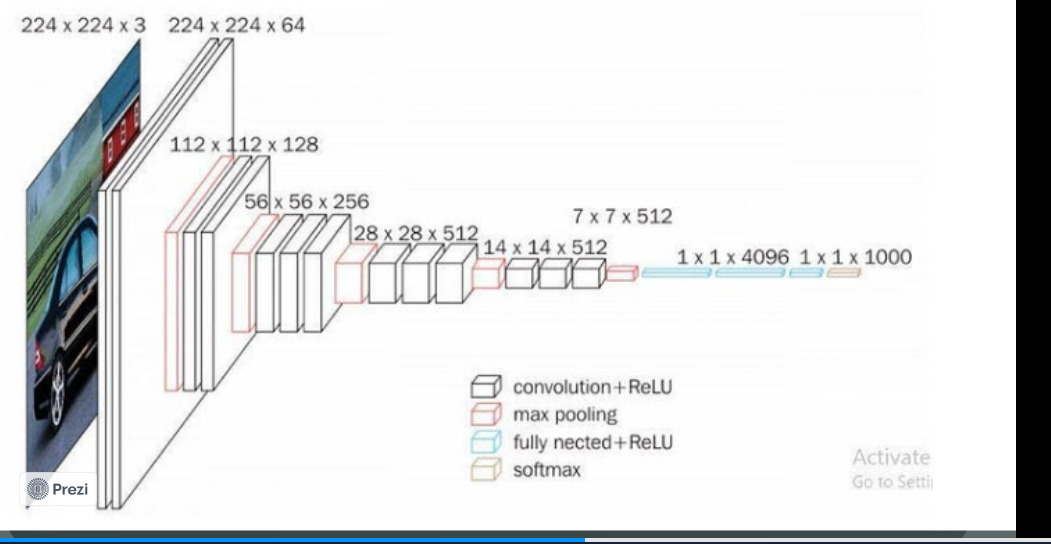 224 x 224 x 3 224 x 224 x 64
112 x 112 x 128
56 x 56 x 256
28 x 28 x 512
14 x 14 x 512
7 x 7 x 512
1 x 1 x 4096 1 x 1 x 1000
convolution+ReLU
max pooling
fully nected+ReLU
softmax
Prezi
Activate
Go to Setti